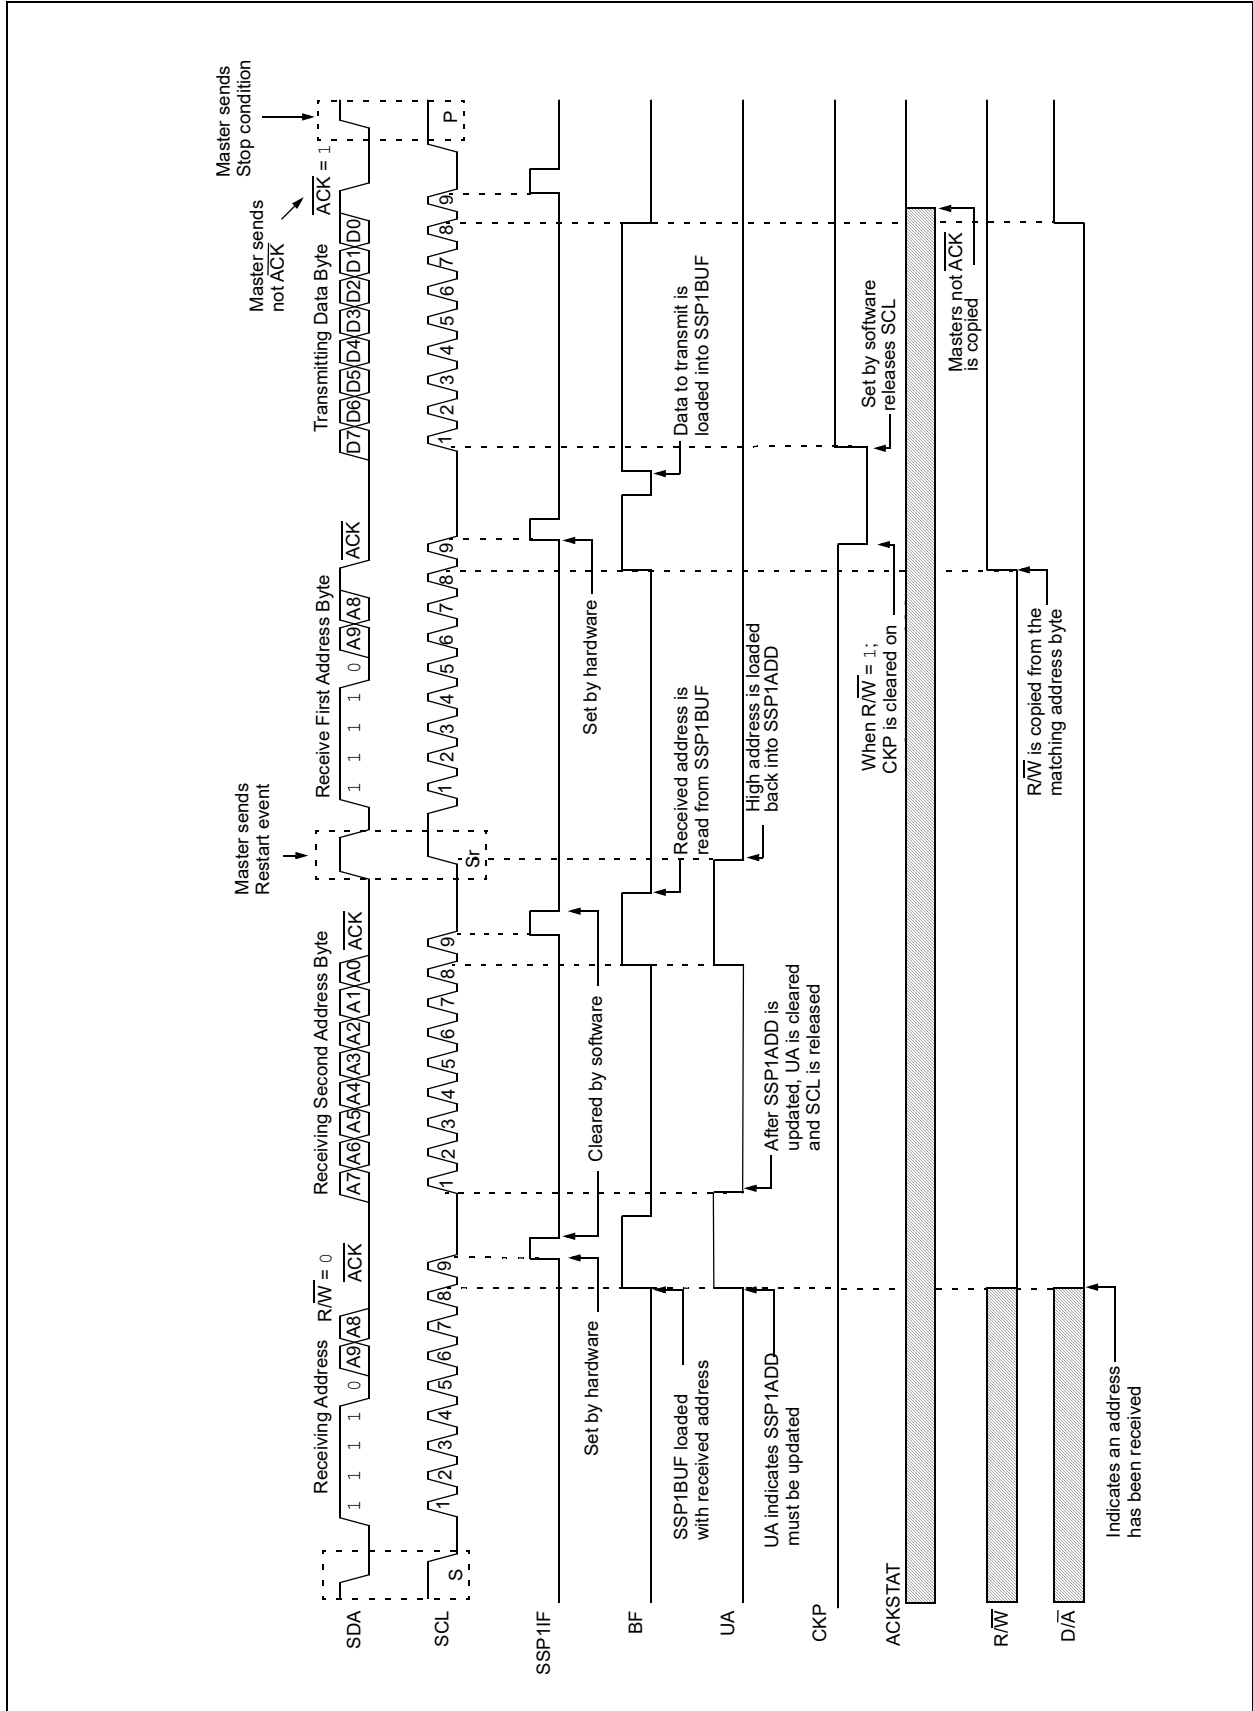 Master sends
Stop condition
Master sends
not ACK
Master sends
Restart event
Receiving Address
R/W = 0
Receiving Second Address Byte
Receive First Address Byte
Transmitting Data Byte
ACK = 1
SDA
1 1 1 1 0 A9 A8
ACK
A7 A6 A5 A4 A3 A2 A1 A0
ACK
1 1 1 1 0 A9 A8
ACK
D7 D6 D5 D4 D3 D2 D1 D0
SCL
S
1 2 3 4 5 6 7 8 9
1 2 3 4 5 6 7 8 9
Sr
1 2 3 4 5 6 7 8 9
1 2 3 4 5 6 7 8 9
P
SSP1IF
Set by hardware
Cleared by software
Set by hardware
BF
SSP1BUF loaded
with received address
Received address is
read from SSP1BUF
Data to transmit is
loaded into SSP1BUF
UA
UA indicates SSP1ADD
must be updated
After SSP1ADD is
updated, UA is cleared
and SCL is released
High address is loaded
back into SSP1ADD
CKP
When R/W = 1;
CKP is cleared on
Set by software
releases SCL
ACKSTAT
Masters not ACK
is copied
R/W
R/W is copied from the
matching address byte
D/A
Indicates an address
has been received